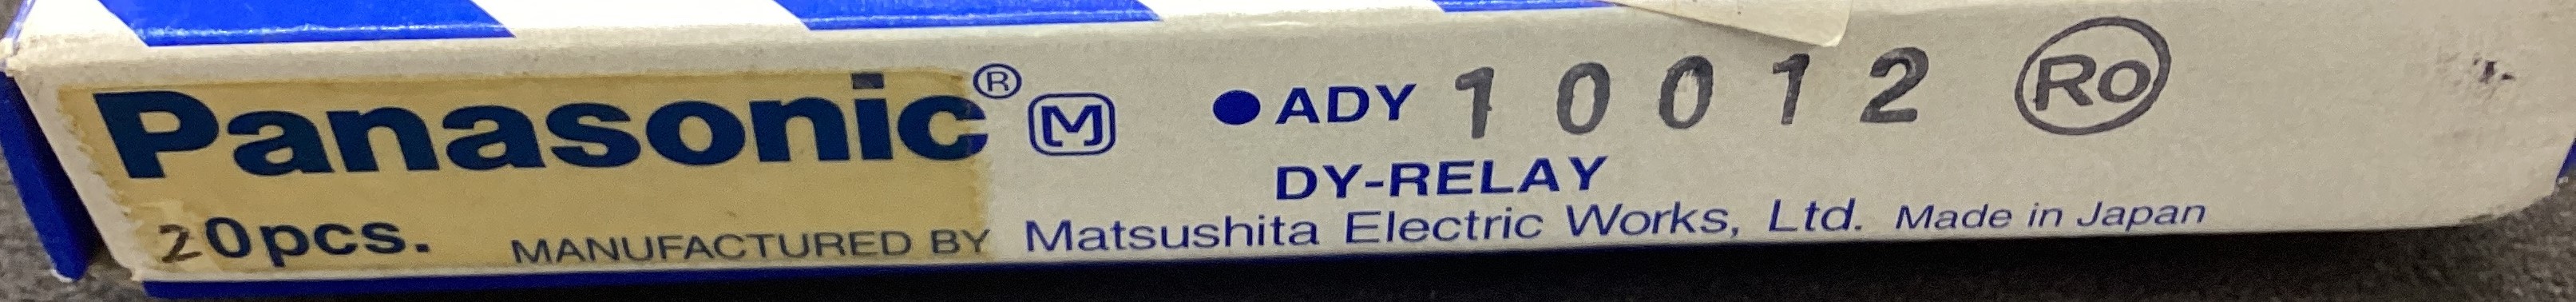 Panasonic® M ● ADY 10012 Ro
DY-RELAY
20pcs. MANUFACTURED BY Matsushita Electric Works, Ltd. Made in Japan